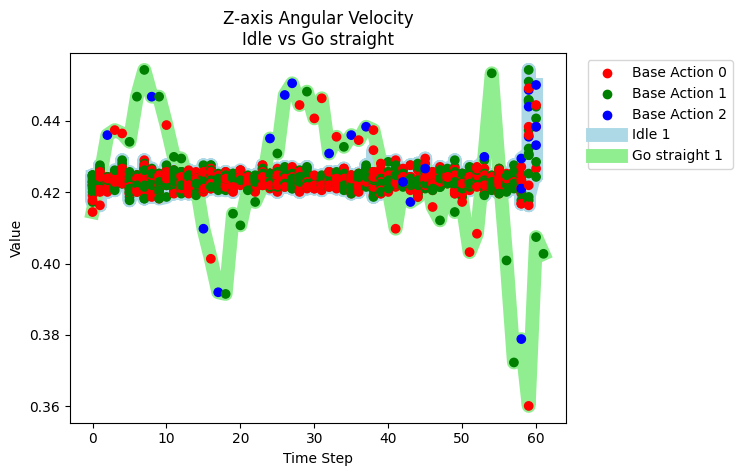 Z-axis Angular Velocity
Idle vs Go straight
Base Action 0
Base Action 1
Base Action 2
Idle 1
Go straight 1
Value
0.44
0.42
0.40
0.38
0.36
0
10
20
30
40
50
60
Time Step